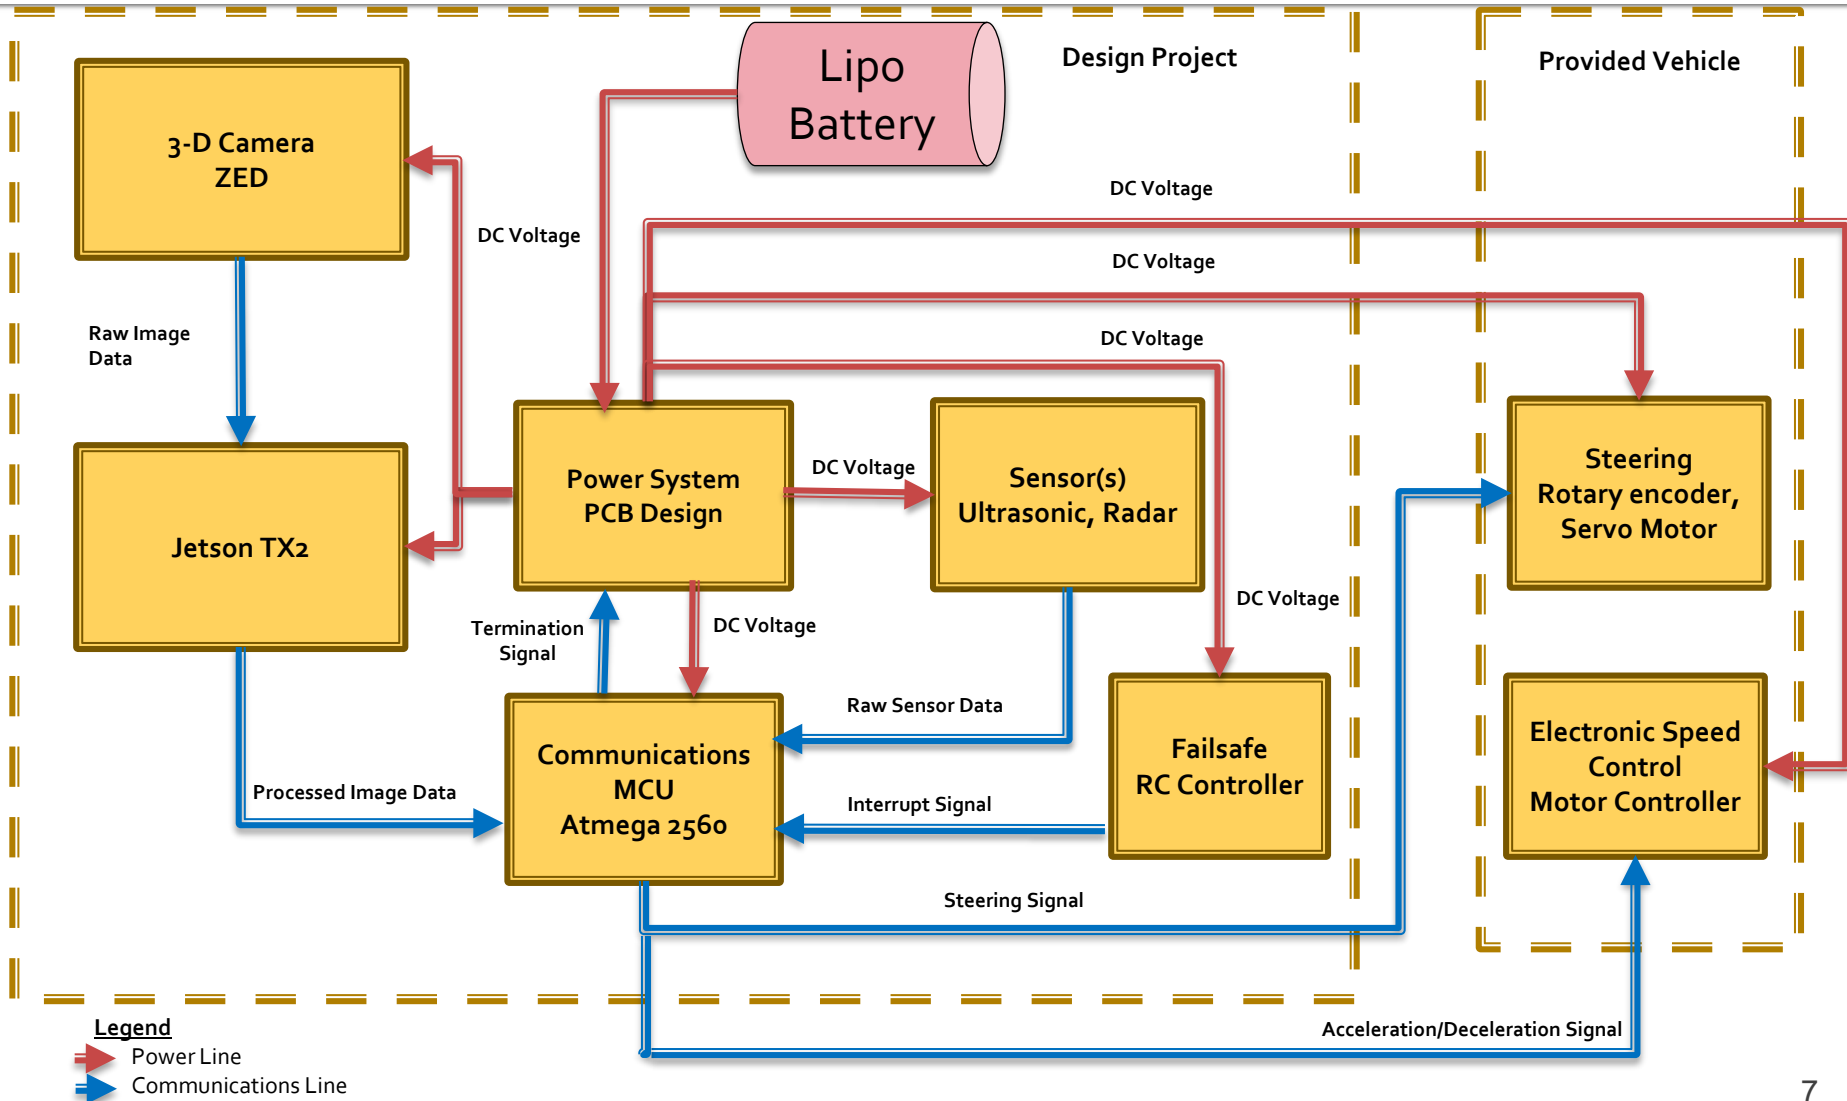 Lipo
Battery
Design Project
Provided Vehicle
3-D Camera
ZED
DC Voltage
DC Voltage
DC Voltage
DC Voltage
Raw Image
Data
Power System
PCB Design
DC Voltage
Sensor(s)
Ultrasonic, Radar
Steering
Rotary encoder,
Servo Motor
Jetson TX2
Termination
Signal
DC Voltage
DC Voltage
Raw Sensor Data
Communications
MCU
Atmega 2560
Failsafe
RC Controller
Electronic Speed
Control
Motor Controller
Processed Image Data
Interrupt Signal
Steering Signal
Acceleration/Deceleration Signal
Legend
Power Line
Communications Line
7